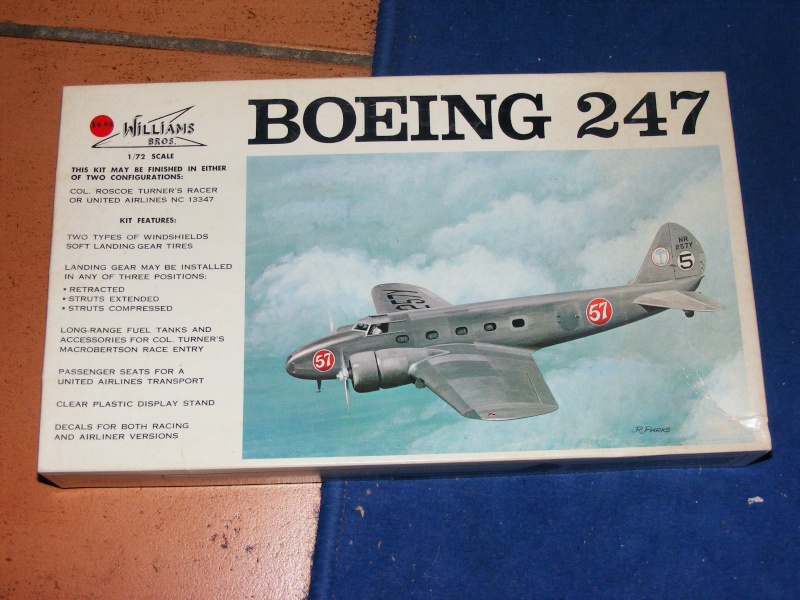 BOEING 247
$4.95
WILLIAMS
BROS.
1/72 SCALE
THIS KIT MAY BE FINISHED IN EITHER
OF TWO CONFIGURATIONS:
COL. ROSCOE TURNER'S RACER
OR UNITED AIRLINES NC 13347
KIT FEATURES:
TWO TYPES OF WINDSHIELDS
SOFT LANDING GEAR TIRES
LANDING GEAR MAY BE INSTALLED
IN ANY OF THREE POSITIONS:
• RETRACTED
• STRUTS EXTENDED
• STRUTS COMPRESSED
LONG-RANGE FUEL TANKS AND
ACCESSORIES FOR COL. TURNER'S
MACROBERTSON RACE ENTRY
PASSENGER SEATS FOR A
UNITED AIRLINES TRANSPORT
CLEAR PLASTIC DISPLAY STAND
DECALS FOR BOTH RACING
AND AIRLINER VERSIONS
NR
257Y
5
57Y
57
57
R. PARKS